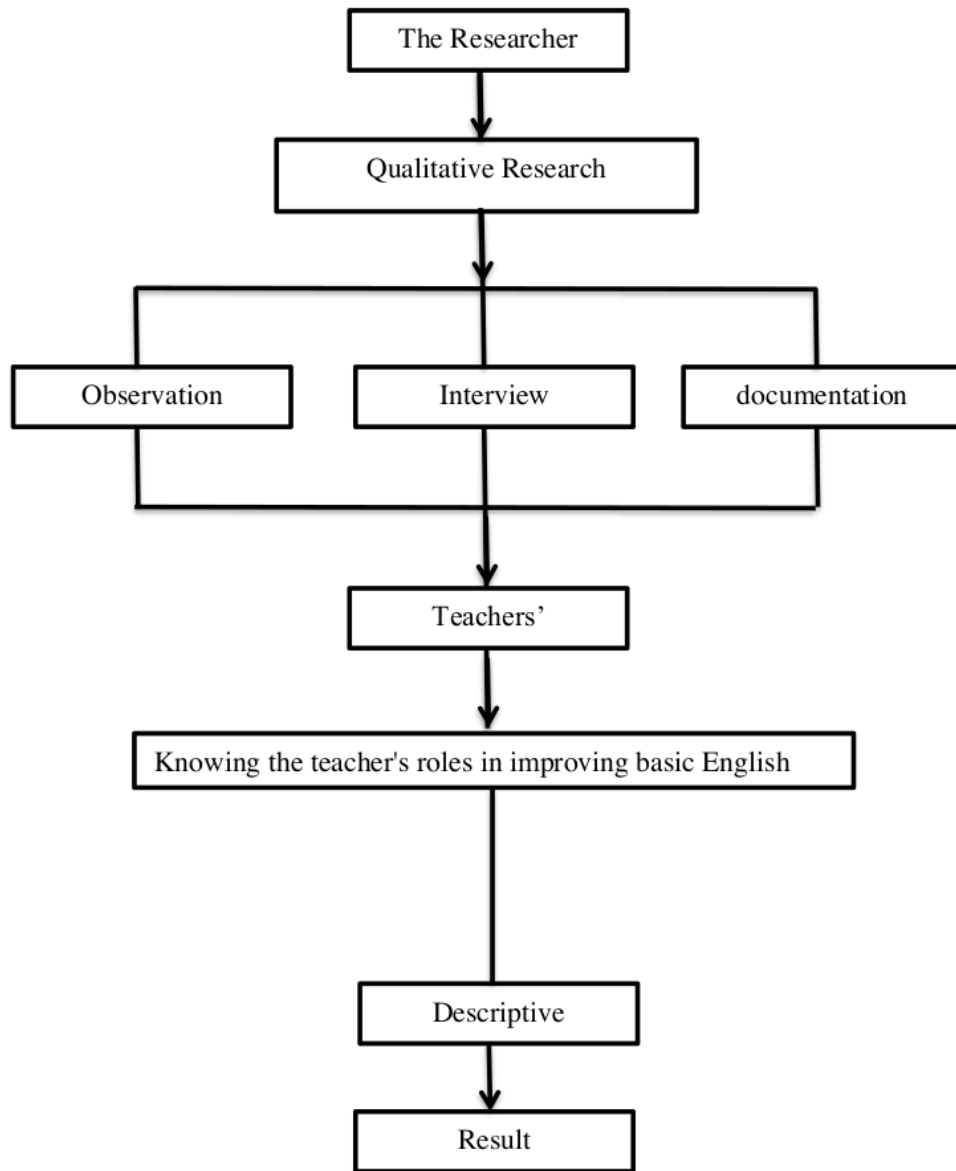 The Researcher
Qualitative Research
Observation
Interview
documentation
Teachers’
Knowing the teacher's roles in improving basic English
Descriptive
Result